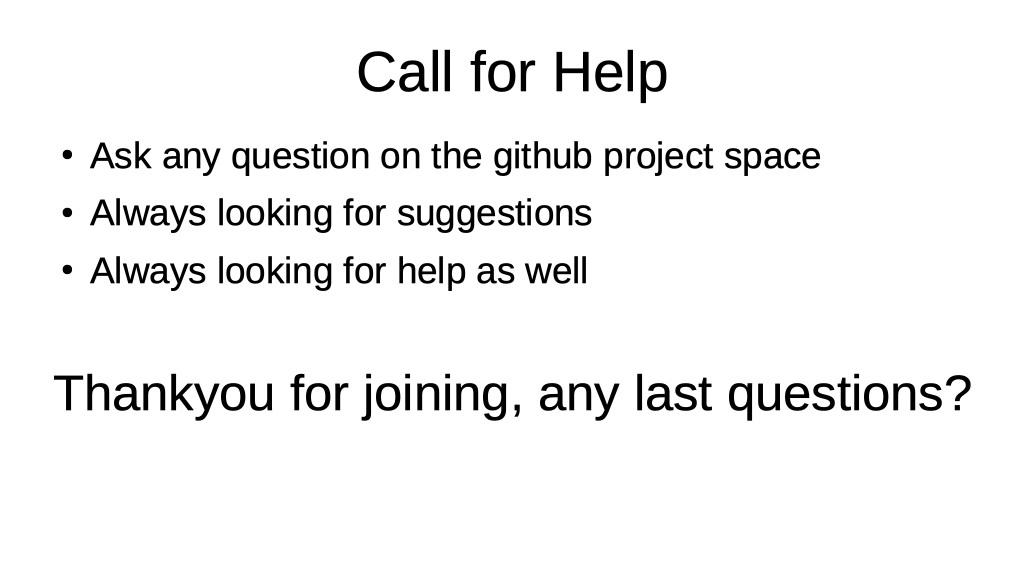 Call for Help
• Ask any question on the github project space
• Always looking for suggestions
• Always looking for help as well
Thankyou for joining, any last questions?